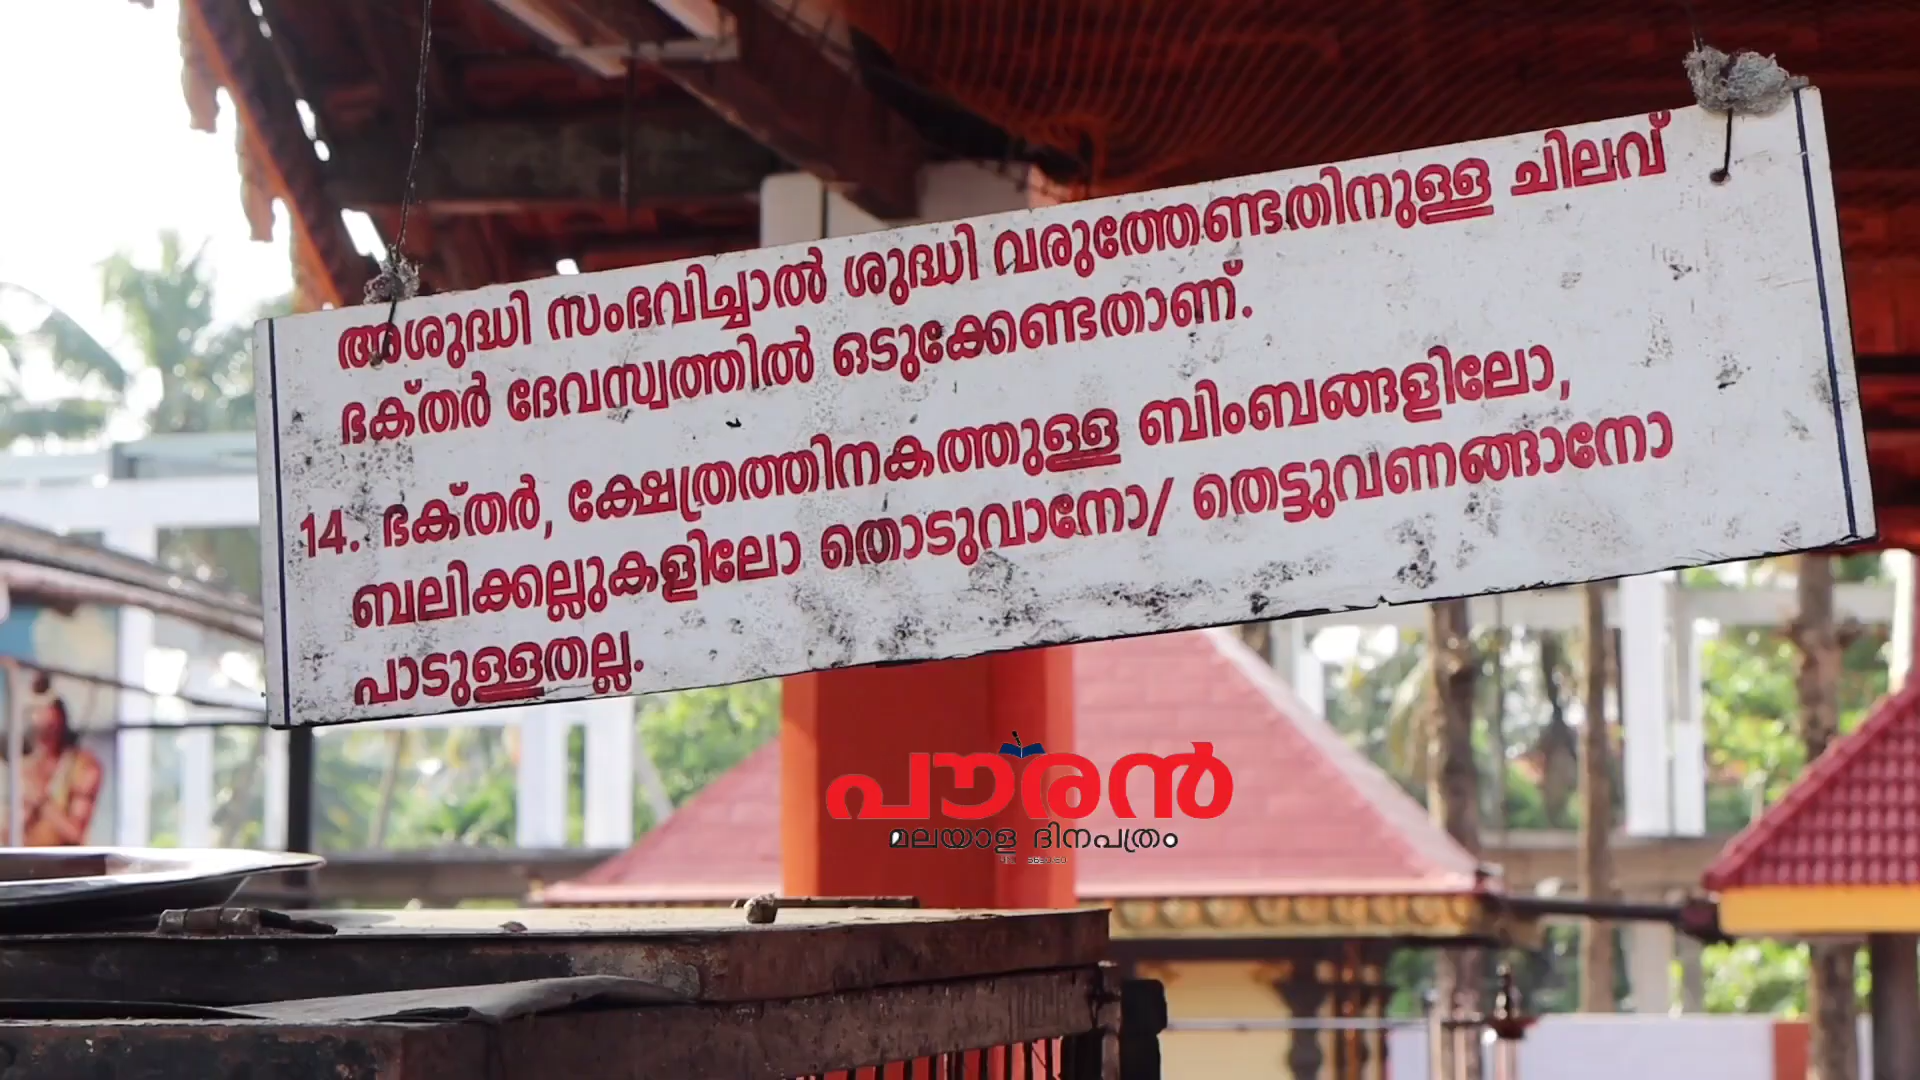 അശുദ്ധി സംഭവിച്ചാൽ ശുദ്ധി വരുത്തേണ്ടതിനുള്ള ചിലവ്
ഭക്തർ ദേവസ്വത്തിൽ ഒടുക്കേണ്ടതാണ്.
14. ഭക്തർ, ക്ഷേത്രത്തിനകത്തുള്ള ബിംബങ്ങളിലോ,
ബലിക്കല്ലുകളിലോ തൊടുവാനോ/ തെട്ടുവണങ്ങാനോ
പാടുള്ളതല്ല.
പൗരൻ
മലയാള ദിനപത്രം